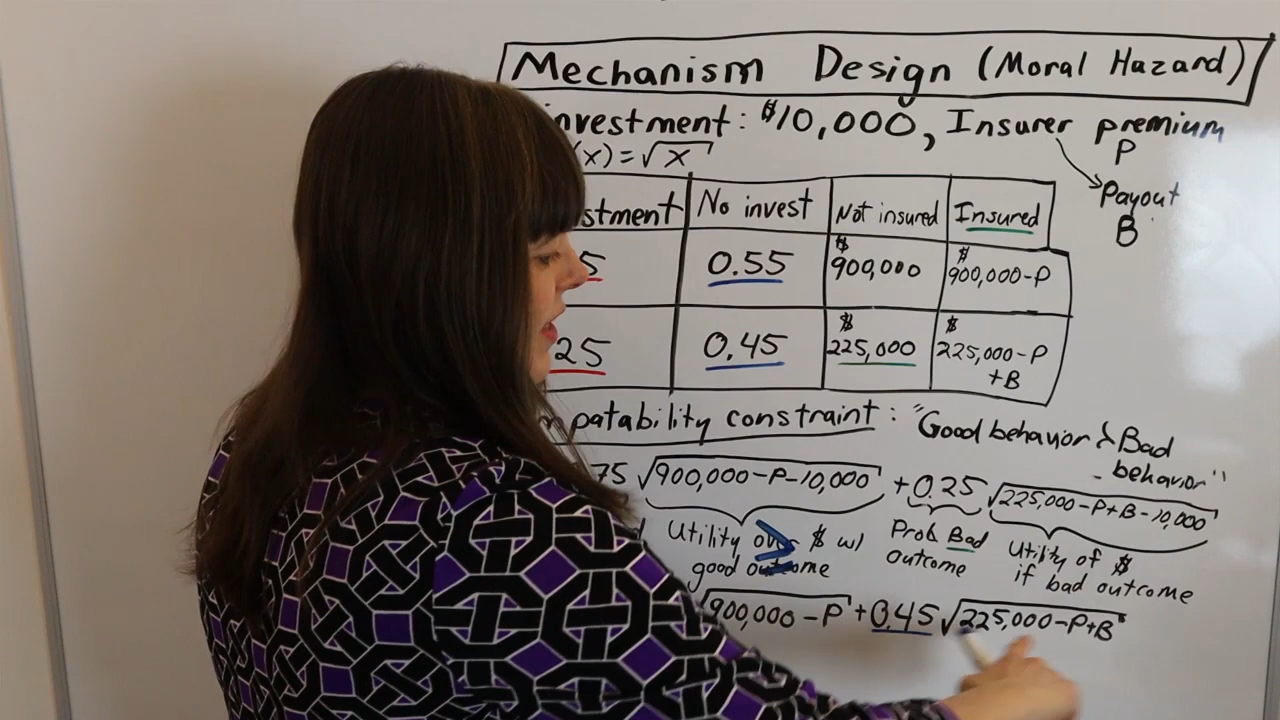 Mechanism Design (Moral Hazard)
investment: $10,000, Insurer premium
P
(x) = √x
Payout
B
stment No invest Not insured Insured
5 0.55 $900,000 $900,000-P
25 0.45 $225,000 $225,000-P
+B
patability constraint: "Good behavior & Bad
behavior"
75 √900,000-P-10,000 + 0.25 √225,000-P+B-10,000
Utility over $ w/
good outcome
≥
Prob Bad
outcome
Utility of $
if bad outcome
√900,000-P + 0.45 √225,000-P+B